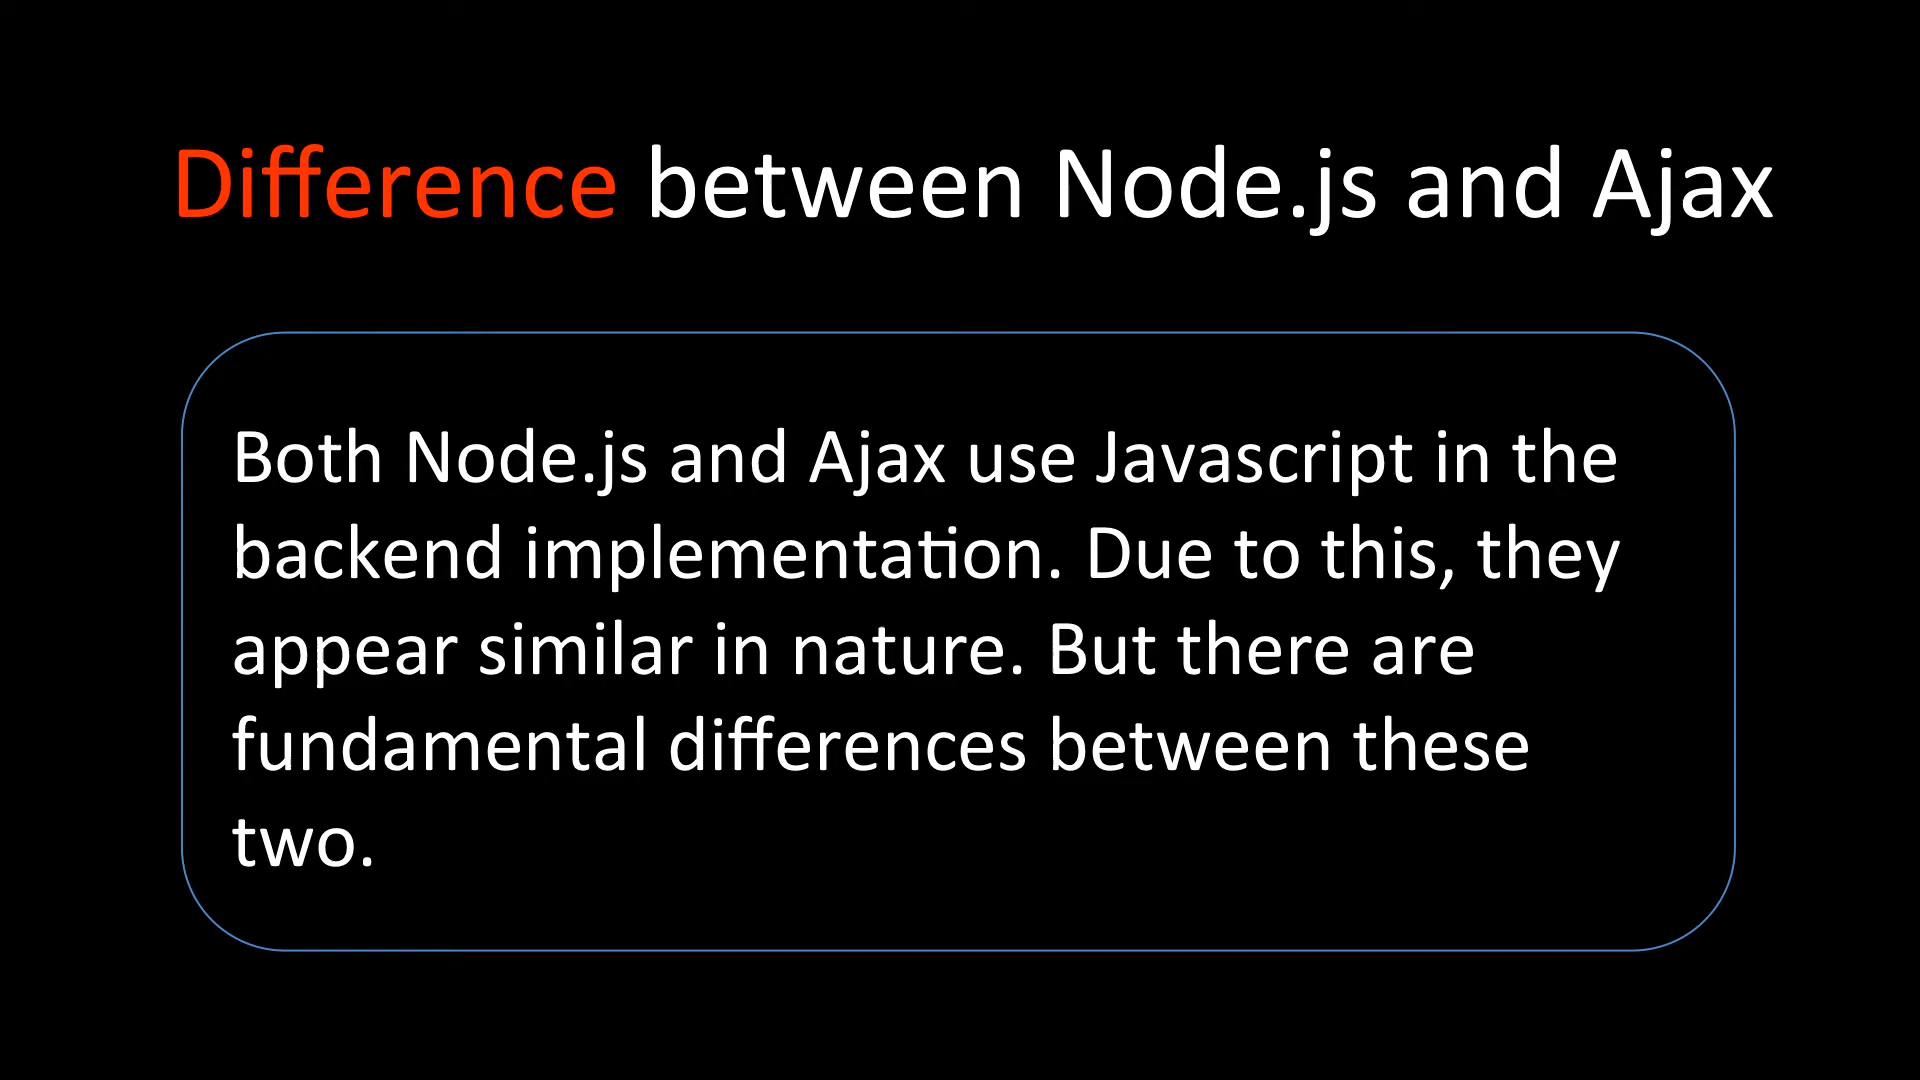 Difference between Node.js and Ajax
Both Node.js and Ajax use Javascript in the
backend implementation. Due to this, they
appear similar in nature. But there are
fundamental differences between these
two.